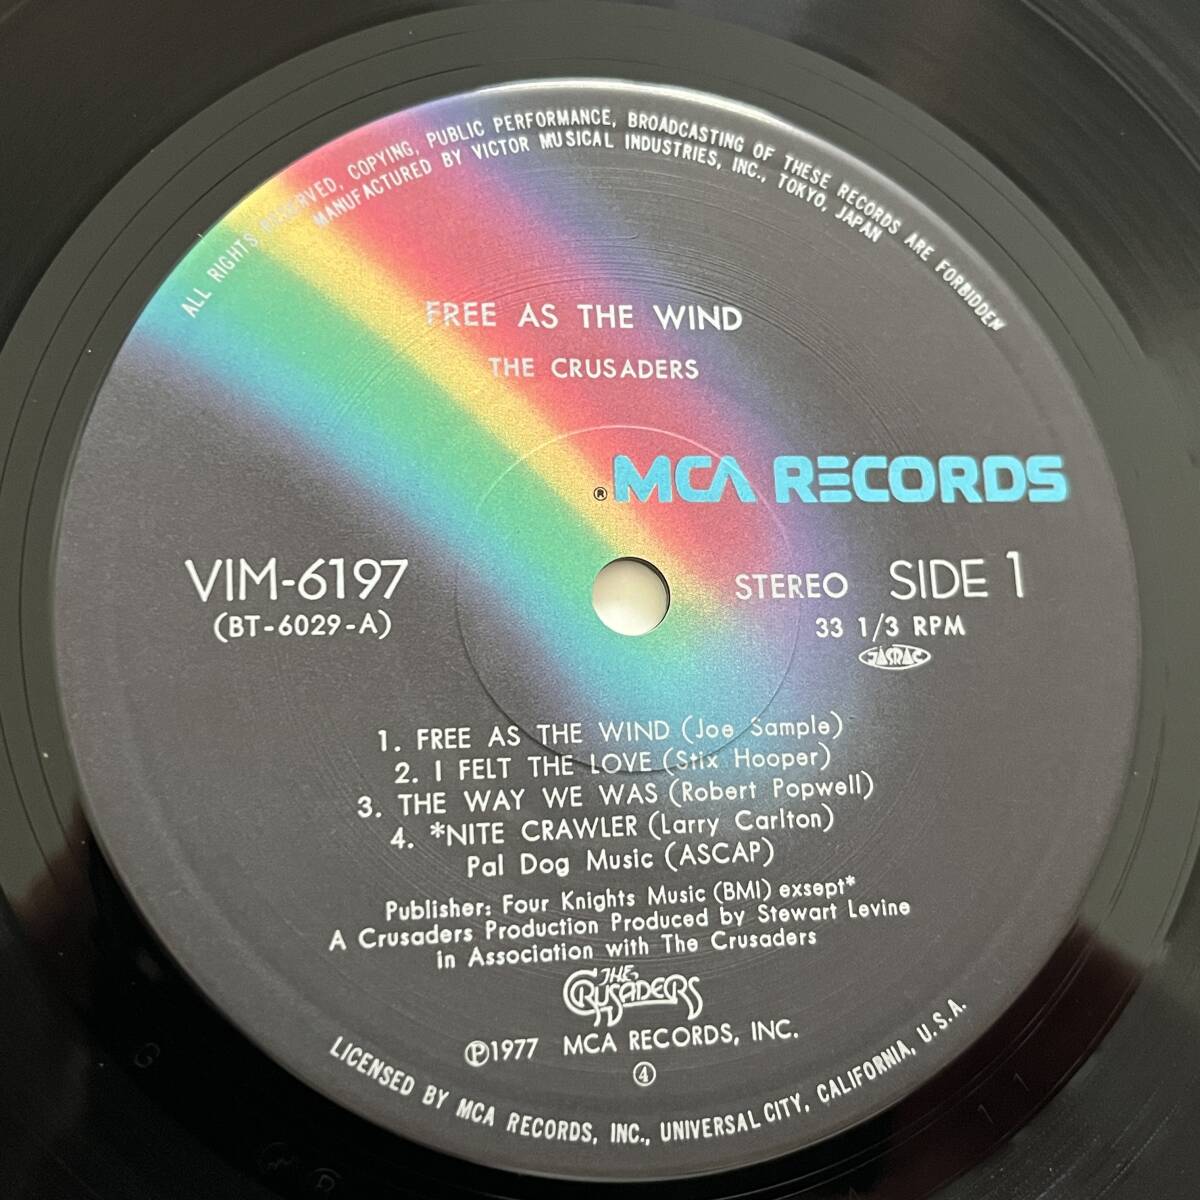 ALL RIGHTS RESERVED, COPYING, PUBLIC PERFORMANCE, BROADCASTING OF THESE RECORDS ARE FORBIDDEN
MANUFACTURED BY VICTOR MUSICAL INDUSTRIES, INC., TOKYO, JAPAN
FREE AS THE WIND
THE CRUSADERS
® MCA RECORDS
VIM-6197
(BT-6029-A)
STEREO SIDE 1
33 1/3 RPM
JASRAC
1. FREE AS THE WIND (Joe Sample)
2. I FELT THE LOVE (Stix Hooper)
3. THE WAY WE WAS (Robert Popwell)
4. *NITE CRAWLER (Larry Carlton)
Pal Dog Music (ASCAP)
Publisher: Four Knights Music (BMI) exsept*
A Crusaders Production Produced by Stewart Levine
in Association with The Crusaders
THE CRUSADERS
℗1977 MCA RECORDS, INC.
④
LICENSED BY MCA RECORDS, INC., UNIVERSAL CITY, CALIFORNIA, U.S.A.